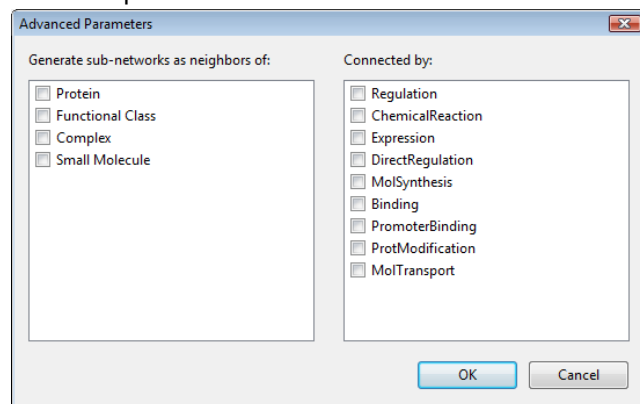 Advanced Parameters
Generate sub-networks as neighbors of:
Protein
Functional Class
Complex
Small Molecule
Connected by:
Regulation
ChemicalReaction
Expression
DirectRegulation
MolSynthesis
Binding
PromoterBinding
ProtModification
MolTransport
OK
Cancel